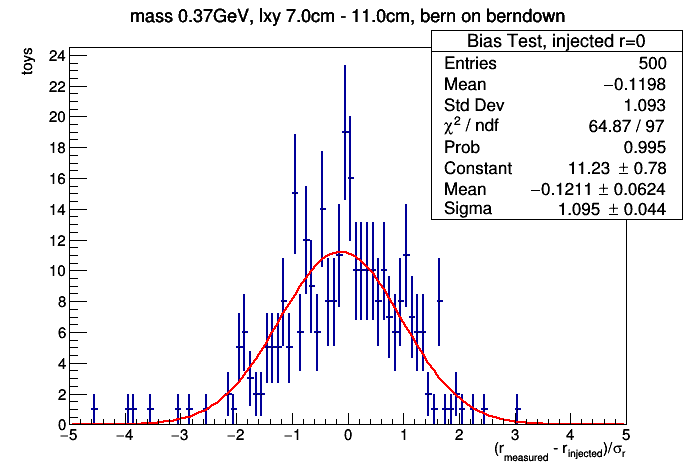 mass 0.37GeV, lxy 7.0cm - 11.0cm, bern on berndown
Bias Test, injected r=0
Entries 500
Mean −0.1198
Std Dev 1.093
χ² / ndf 64.87 / 97
Prob 0.995
Constant 11.23 ± 0.78
Mean −0.1211 ± 0.0624
Sigma 1.095 ± 0.044
toys
24
22
20
18
16
14
12
10
8
6
4
2
0
−5 −4 −3 −2 −1 0 1 2 3 4 5
(r_measured - r_injected)/σ_r